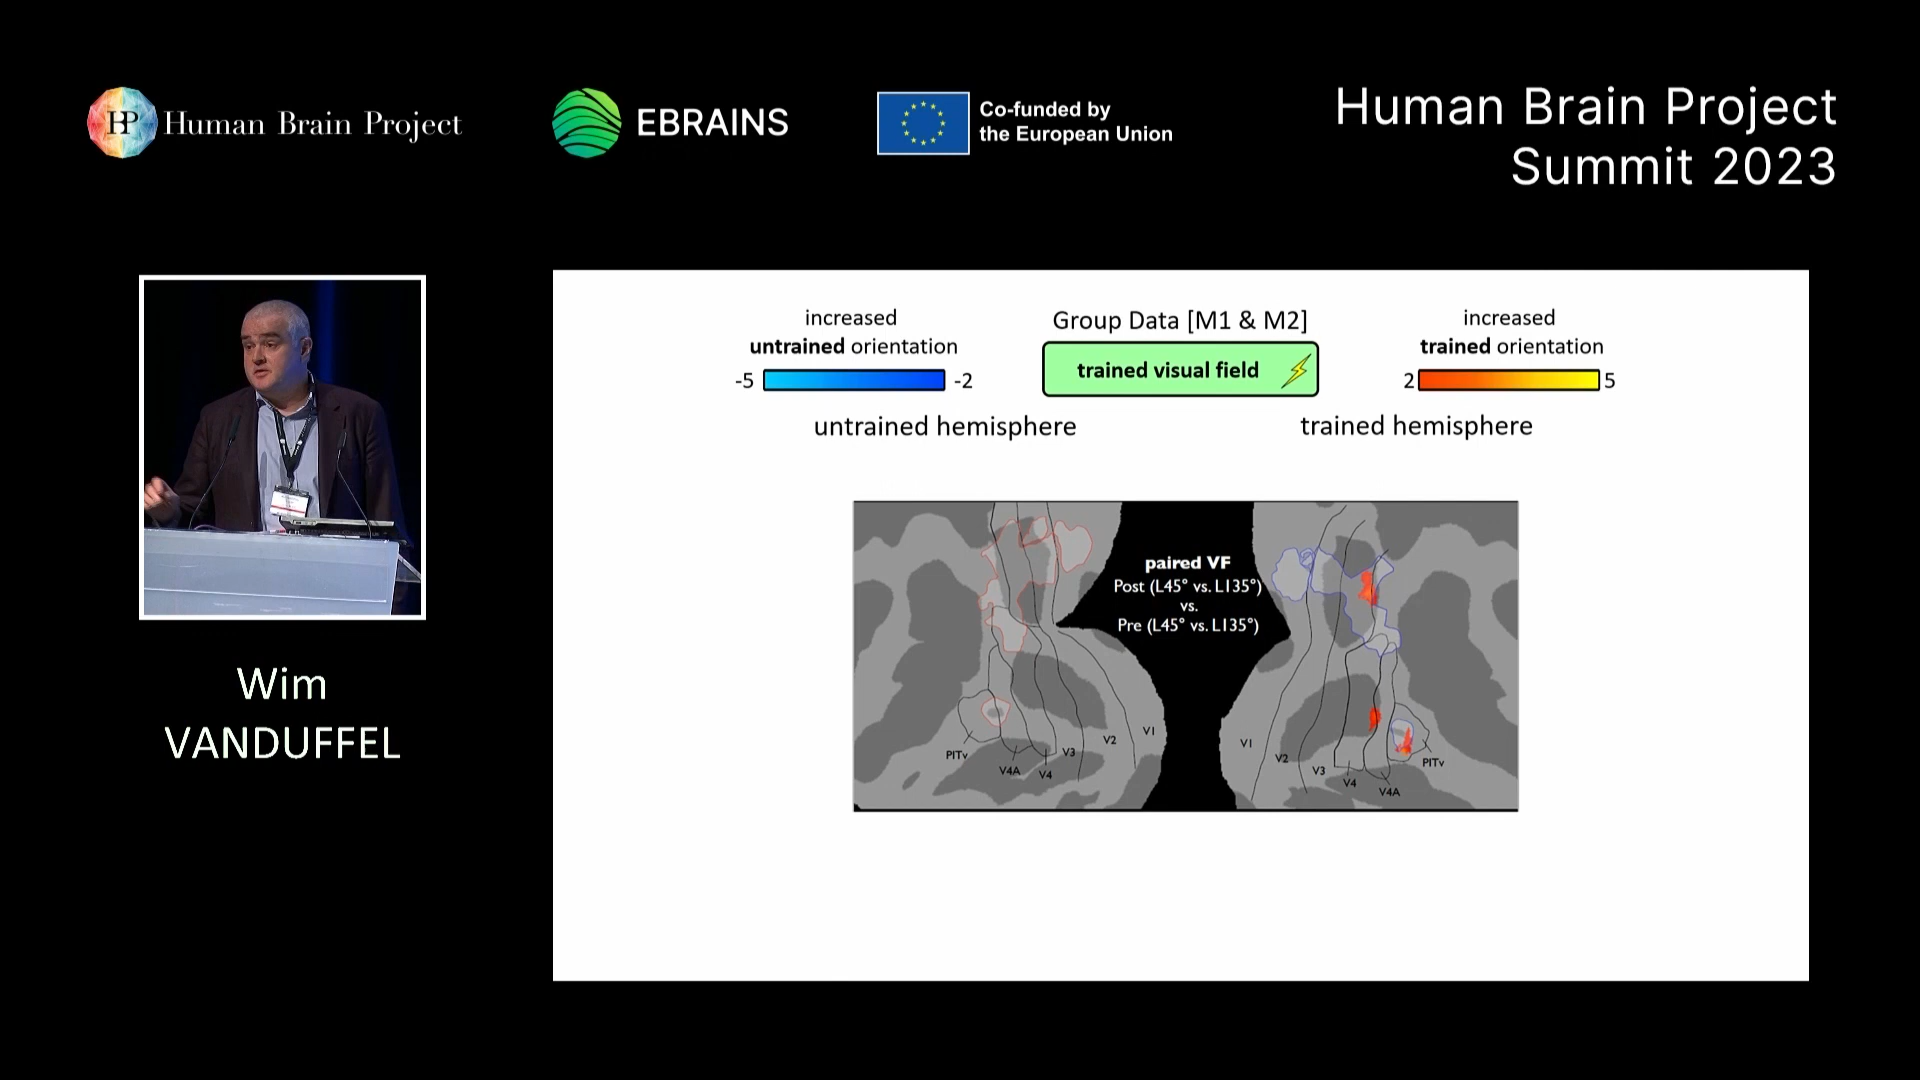 HP Human Brain Project
EBRAINS
Co-funded by
the European Union
Human Brain Project
Summit 2023
Wim
VANDUFFEL
increased
untrained orientation
-5 -2
Group Data [M1 & M2]
trained visual field
increased
trained orientation
2 5
untrained hemisphere
trained hemisphere
paired VF
Post (L45° vs. L135°)
vs.
Pre (L45° vs. L135°)
PITv
V4A
V4
V3
V2
V1
V1
V2
V3
V4
V4A
PITv